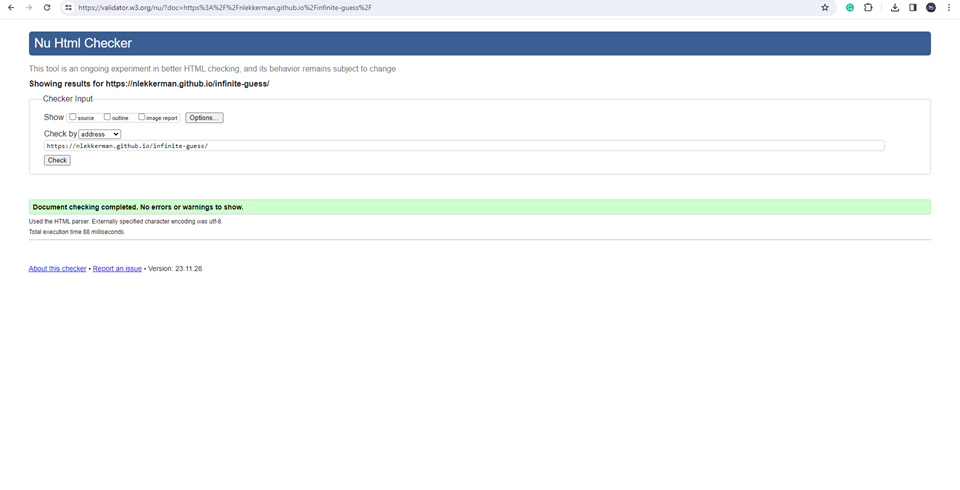 https://validator.w3.org/nu/?doc=https%3A%2F%2Fnlekkerman.github.io%2Finfinite-guess%2F
Nu Html Checker
This tool is an ongoing experiment in better HTML checking, and its behavior remains subject to change
Showing results for https://nlekkerman.github.io/infinite-guess/
Checker Input
Show source outline image report Options...
Check by address
https://nlekkerman.github.io/infinite-guess/
Check
Document checking completed. No errors or warnings to show.
Used the HTML parser. Externally specified character encoding was utf-8.
Total execution time 88 milliseconds.
About this checker • Report an issue • Version: 23.11.28